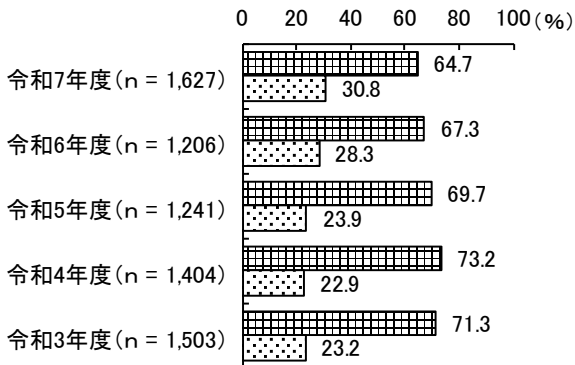 0 20 40 60 80 100(%)
令和7年度(n = 1,627) 64.7
30.8
令和6年度(n = 1,206) 67.3
28.3
令和5年度(n = 1,241) 69.7
23.9
令和4年度(n = 1,404) 73.2
22.9
令和3年度(n = 1,503) 71.3
23.2